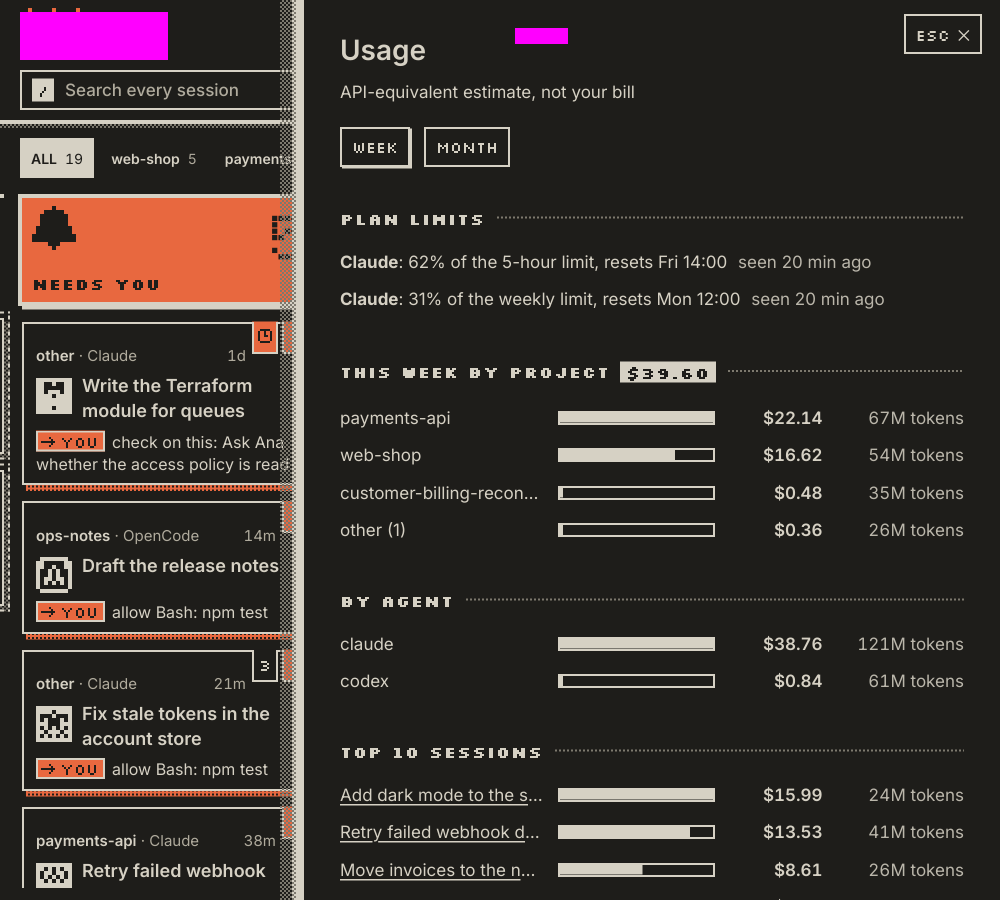 / Search every session
ALL 19 web-shop 5 payments
NEEDS YOU
other · Claude 1d
Write the Terraform
module for queues
→ YOU check on this: Ask Ana
whether the access policy is read
ops-notes · OpenCode 14m
Draft the release notes
→ YOU allow Bash: npm test
3
other · Claude 21m
Fix stale tokens in the
account store
→ YOU allow Bash: npm test
payments-api · Claude 38m
Retry failed webhook
Usage
ESC ×
API-equivalent estimate, not your bill
WEEK MONTH
PLAN LIMITS
Claude: 62% of the 5-hour limit, resets Fri 14:00 seen 20 min ago
Claude: 31% of the weekly limit, resets Mon 12:00 seen 20 min ago
THIS WEEK BY PROJECT $39.60
payments-api $22.14 67M tokens
web-shop $16.62 54M tokens
customer-billing-recon... $0.48 35M tokens
other (1) $0.36 26M tokens
BY AGENT
claude $38.76 121M tokens
codex $0.84 61M tokens
TOP 10 SESSIONS
Add dark mode to the s... $15.99 24M tokens
Retry failed webhook d... $13.53 41M tokens
Move invoices to the n... $8.61 26M tokens